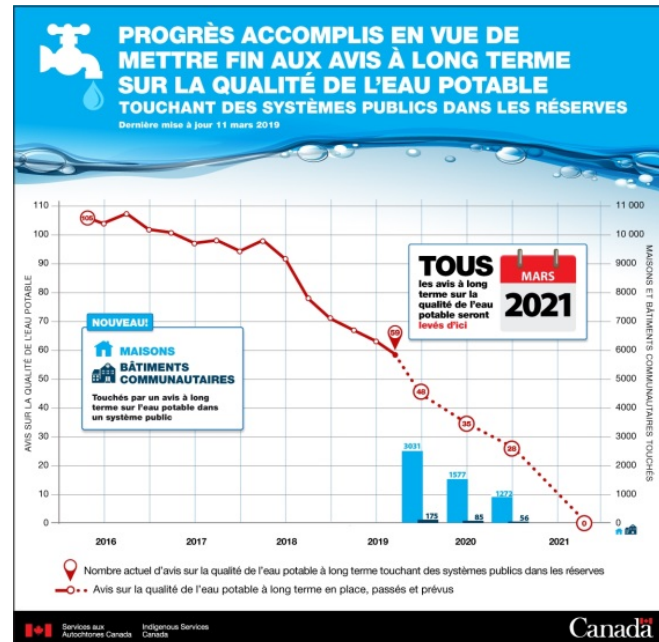 PROGRÈS ACCOMPLIS EN VUE DE
METTRE FIN AUX AVIS À LONG TERME
SUR LA QUALITÉ DE L'EAU POTABLE
TOUCHANT DES SYSTÈMES PUBLICS DANS LES RÉSERVES
Dernière mise à jour 11 mars 2019
AVIS SUR LA QUALITÉ DE L'EAU POTABLE
110
100
90
80
70
60
50
40
30
20
10
0
105
59
48
35
28
0
NOUVEAU!
MAISONS
BÂTIMENTS
COMMUNAUTAIRES
Touchés par un avis à long
terme sur l'eau potable dans
un système public
TOUS
les avis à long
terme sur la
qualité de l'eau
potable seront
levés d'ici
MARS
2021
3031
175
1577
85
1272
56
11 000
10 000
9000
8000
7000
6000
5000
4000
3000
2000
1000
0
MAISONS ET BÂTIMENTS COMMUNAUTAIRES TOUCHÉS
2016 2017 2018 2019 2020 2021
Nombre actuel d'avis sur la qualité de l'eau potable à long terme touchant des systèmes publics dans les réserves
Avis sur la qualité de l'eau potable à long terme en place, passés et prévus
Services aux
Autochtones Canada
Indigenous Services
Canada
Canada